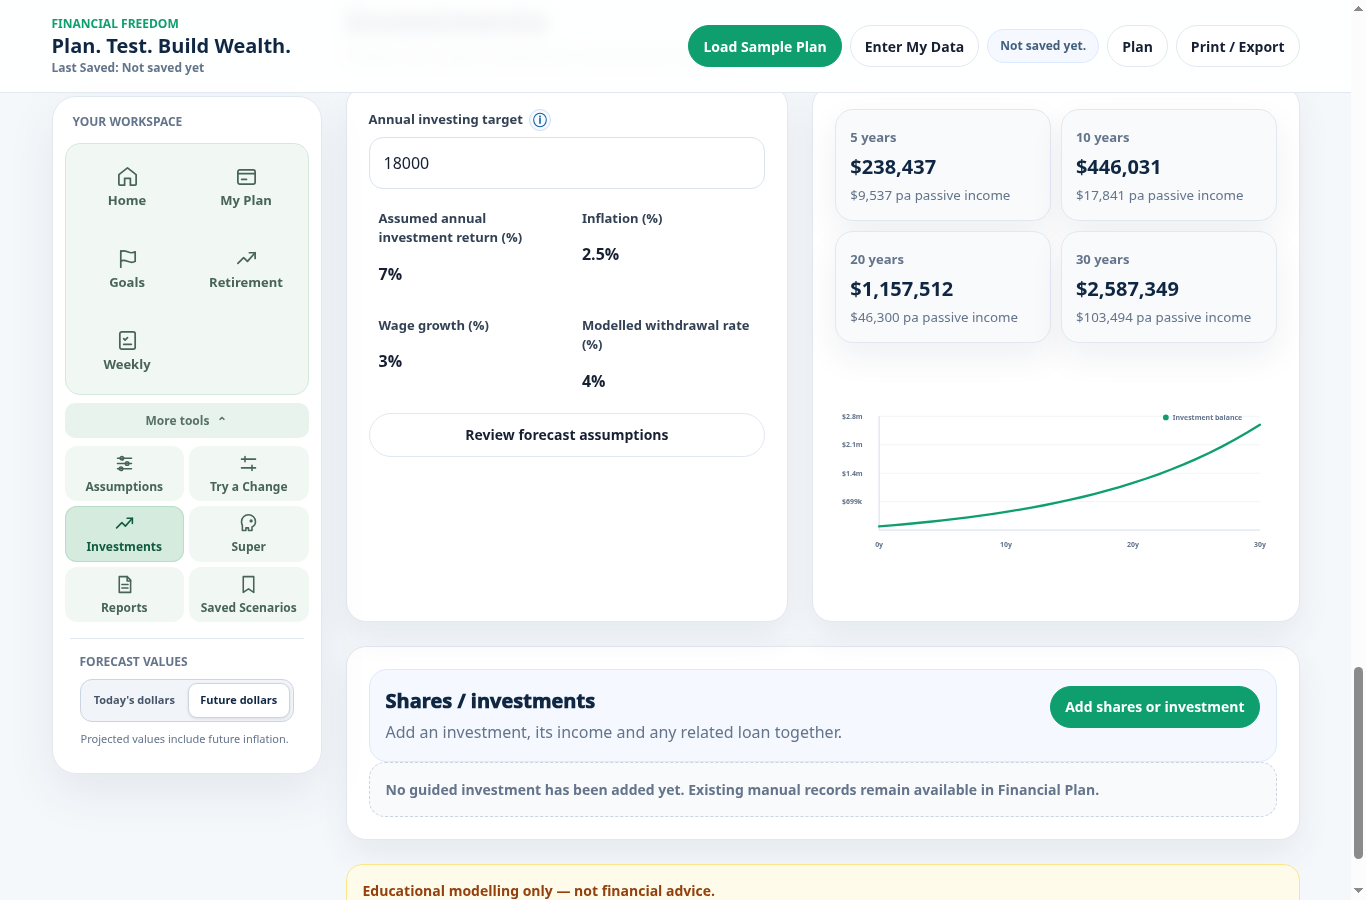 FINANCIAL FREEDOM
Plan. Test. Build Wealth.
Last Saved: Not saved yet
Load Sample Plan
Enter My Data
Not saved yet.
Plan
Print / Export
YOUR WORKSPACE
Home
My Plan
Goals
Retirement
Weekly
More tools
Assumptions
Try a Change
Investments
Super
Reports
Saved Scenarios
FORECAST VALUES
Today's dollars
Future dollars
Projected values include future inflation.
Annual investing target
18000
Assumed annual
investment return (%)
7%
Inflation (%)
2.5%
Wage growth (%)
3%
Modelled withdrawal rate
(%)
4%
Review forecast assumptions
5 years
$238,437
$9,537 pa passive income
10 years
$446,031
$17,841 pa passive income
20 years
$1,157,512
$46,300 pa passive income
30 years
$2,587,349
$103,494 pa passive income
Investment balance
$2.8m
$2.1m
$1.4m
$699k
0y
10y
20y
30y
Shares / investments
Add an investment, its income and any related loan together.
Add shares or investment
No guided investment has been added yet. Existing manual records remain available in Financial Plan.
Educational modelling only — not financial advice.